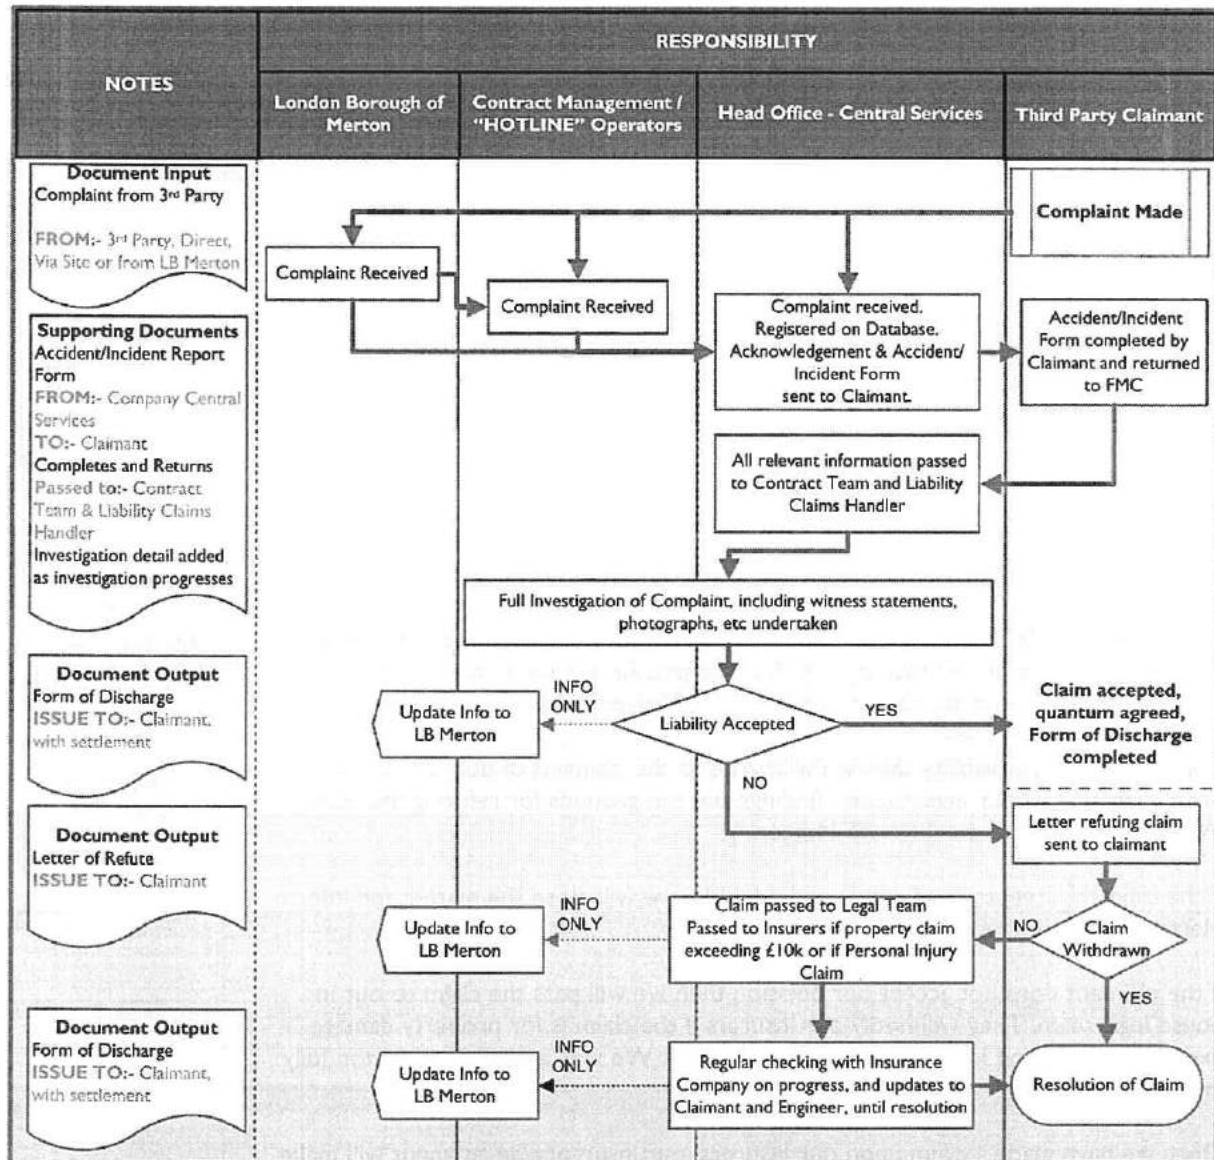 RESPONSIBILITY
NOTES
London Borough of
Merton
Contract Management /
"HOTLINE" Operators
Head Office - Central Services
Third Party Claimant
Document Input
Complaint from 3rd Party
FROM:- 3rd Party, Direct,
Via Site or from LB Merton
Complaint Made
Complaint Received
Complaint Received
Complaint received.
Registered on Database.
Acknowledgement & Accident/
Incident Form
sent to Claimant.
Accident/Incident
Form completed by
Claimant and returned
to FMC
Supporting Documents
Accident/Incident Report
Form
FROM:- Company Central
Services
TO:- Claimant
Completes and Returns
Passed to:- Contract
Team & Liability Claims
Handler
Investigation detail added
as investigation progresses
All relevant information passed
to Contract Team and Liability
Claims Handler
Full Investigation of Complaint, including witness statements,
photographs, etc undertaken
Document Output
Form of Discharge
ISSUE TO:- Claimant,
with settlement
Update Info to
LB Merton
INFO
ONLY
Liability Accepted
YES
Claim accepted,
quantum agreed,
Form of Discharge
completed
NO
Document Output
Letter of Refute
ISSUE TO:- Claimant
Letter refuting claim
sent to claimant
Update Info to
LB Merton
INFO
ONLY
Claim passed to Legal Team
Passed to Insurers if property claim
exceeding £10k or if Personal Injury
Claim
NO
Claim
Withdrawn
YES
Document Output
Form of Discharge
ISSUE TO:- Claimant,
with settlement
Update Info to
LB Merton
INFO
ONLY
Regular checking with Insurance
Company on progress, and updates to
Claimant and Engineer, until resolution
Resolution of Claim